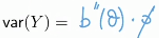 var(Y) = b''(θ) · ϕ